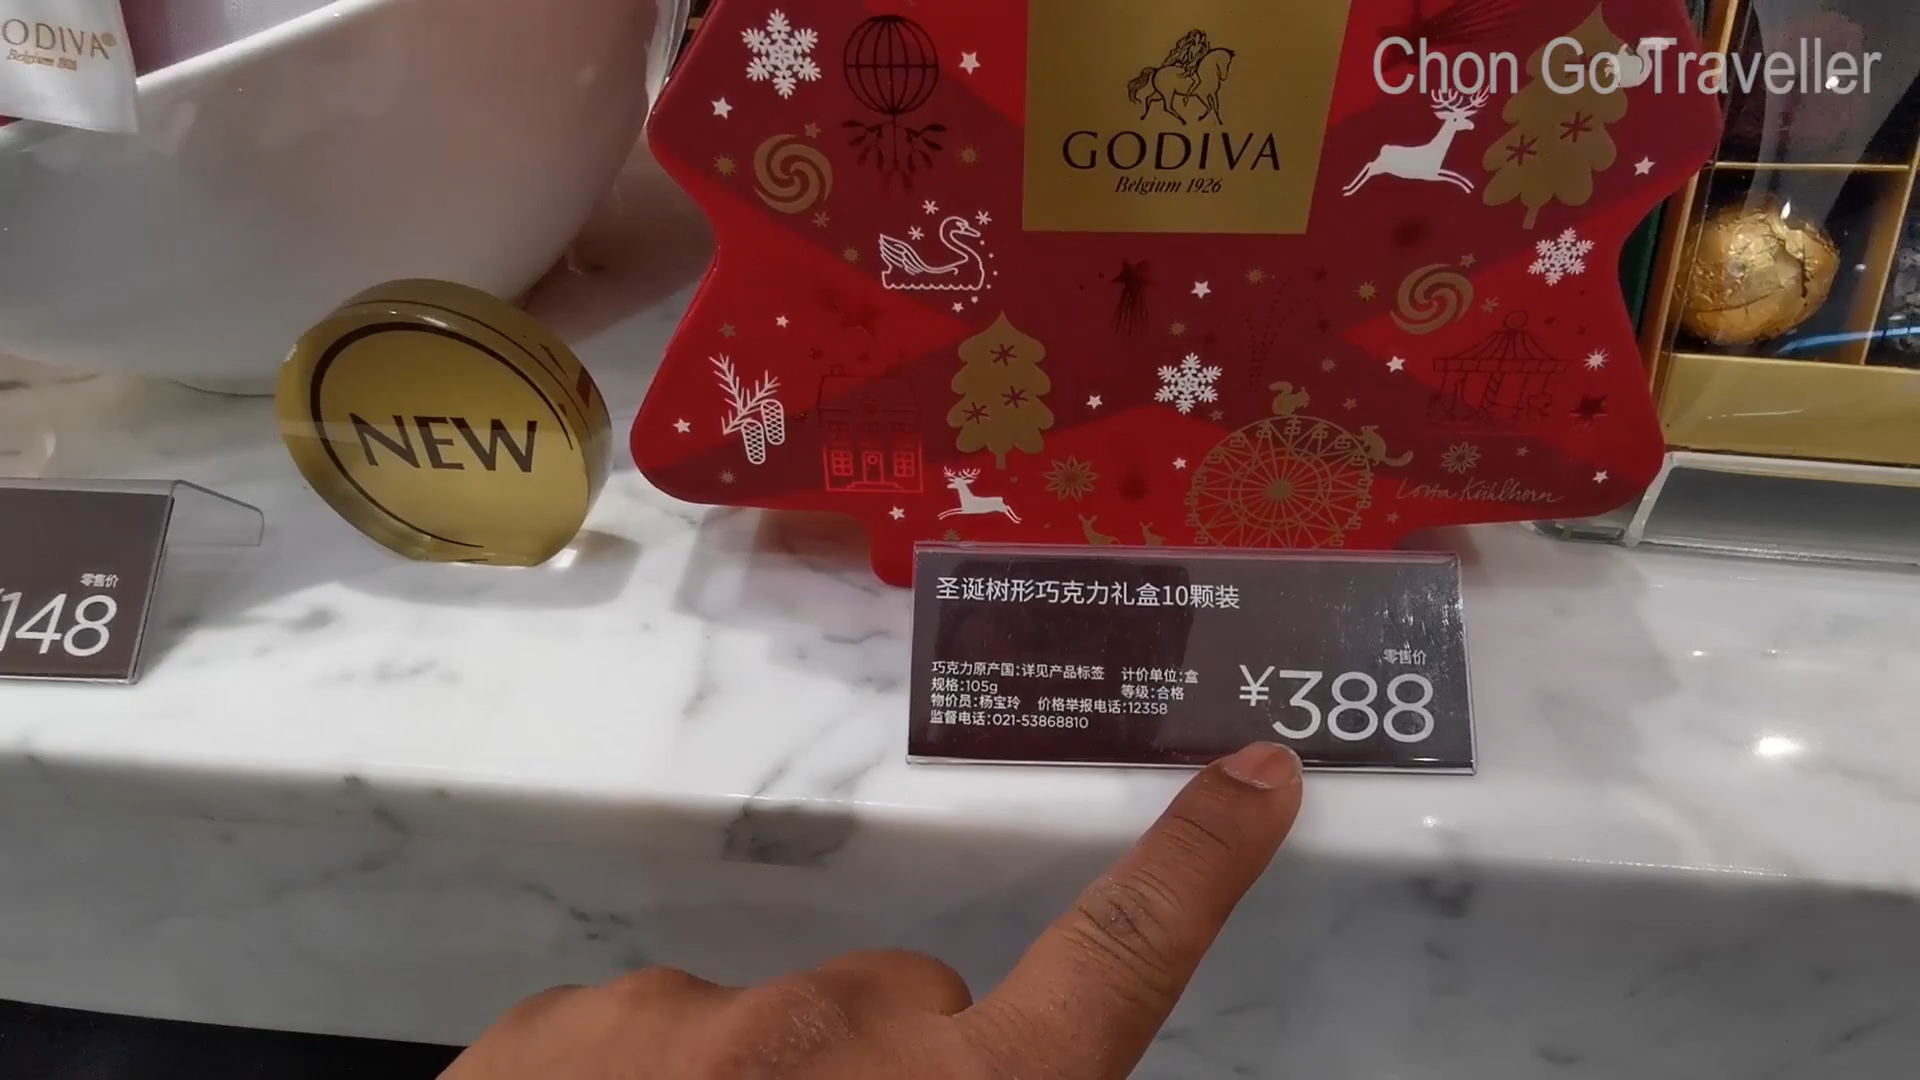 Chon Go Traveller
ODIVA
Belgium 1926
GODIVA
Belgium 1926
NEW
Lotta Kühlhorn
零售价
148
圣诞树形巧克力礼盒10颗装
巧克力原产国:详见产品标签 计价单位:盒
规格:105g 等级:合格
物价员:杨宝玲 价格举报电话:12358
监督电话:021-53868810
零售价
¥388